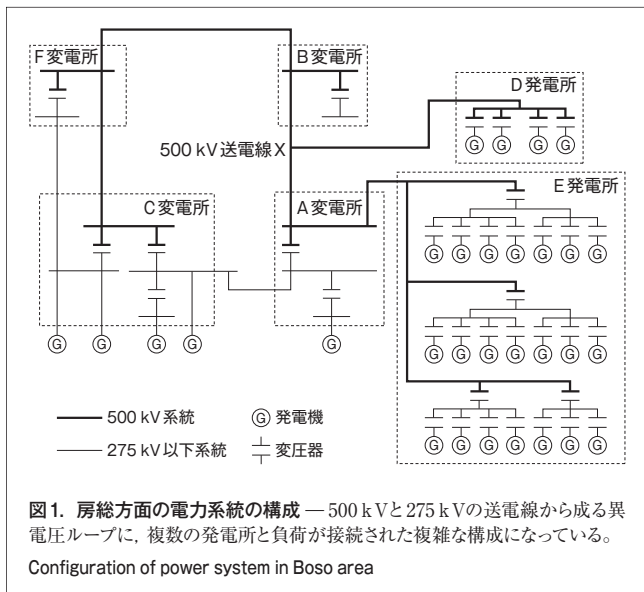 F変電所
B変電所
D発電所
G G G G
500 kV送電線X
E発電所
C変電所
A変電所
G G G G G G G
G G G G G G G
G G G G G
G G G G G G G
500 kV系統
G 発電機
275 kV以下系統
変圧器
図1. 房総方面の電力系統の構成 — 500 kVと275 kVの送電線から成る異
電圧ループに, 複数の発電所と負荷が接続された複雑な構成になっている。
Configuration of power system in Boso area